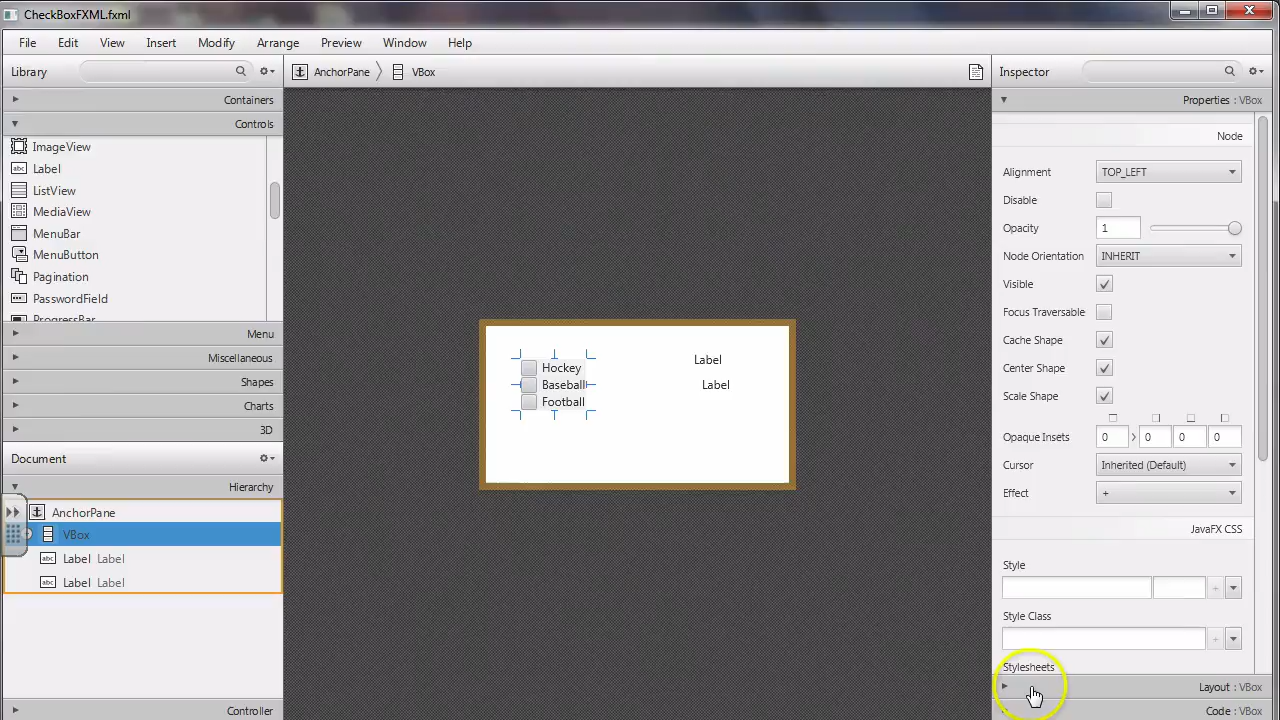 CheckBoxFXML.fxml
File Edit View Insert Modify Arrange Preview Window Help
Library
AnchorPane VBox
Inspector
Containers
Controls
ImageView
abc Label
ListView
MediaView
MenuBar
MenuButton
Pagination
PasswordField
ProgressBar
Menu
Miscellaneous
Shapes
Charts
3D
Document
Hierarchy
AnchorPane
VBox
abc Label Label
abc Label Label
Controller
Hockey
Baseball
Football
Label
Label
Properties : VBox
Node
Alignment TOP_LEFT
Disable
Opacity 1
Node Orientation INHERIT
Visible
Focus Traversable
Cache Shape
Center Shape
Scale Shape
Opaque Insets 0 0 0 0
Cursor Inherited (Default)
Effect +
JavaFX CSS
Style
+
Style Class
+
Stylesheets
Layout : VBox
Code : VBox